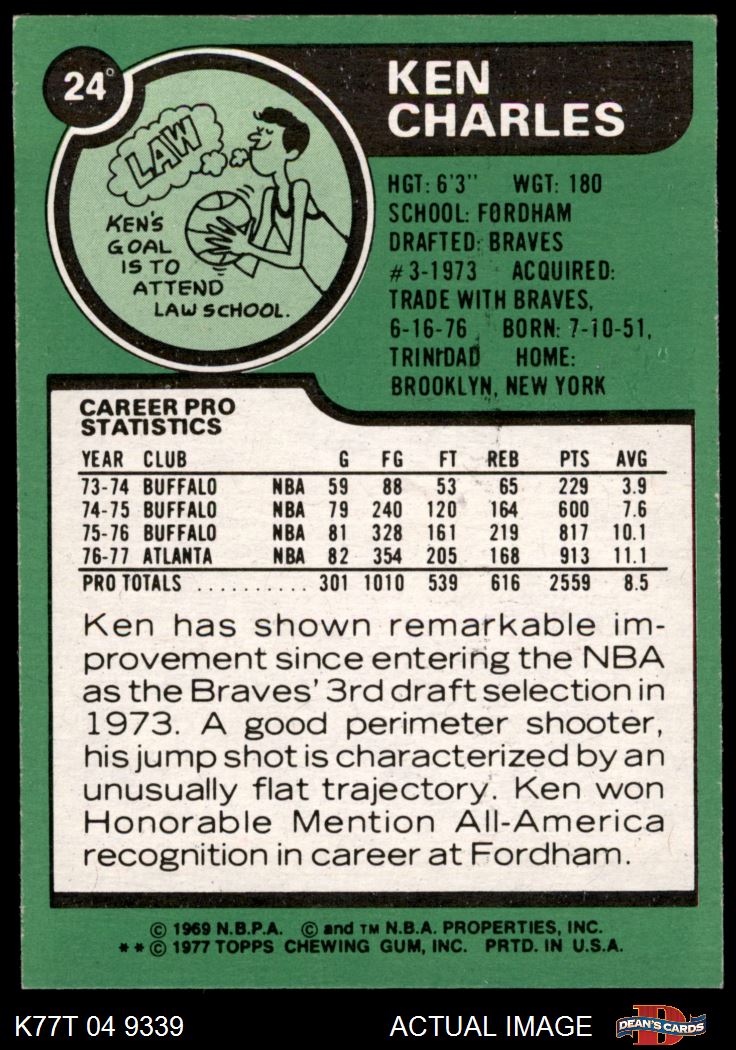 24
KEN
CHARLES
LAW
KEN'S
GOAL
IS TO
ATTEND
LAW SCHOOL.
HGT: 6'3" WGT: 180
SCHOOL: FORDHAM
DRAFTED: BRAVES
#3-1973 ACQUIRED:
TRADE WITH BRAVES,
6-16-76 BORN: 7-10-51,
TRINIDAD HOME:
BROOKLYN, NEW YORK
CAREER PRO
STATISTICS
YEAR CLUB G FG FT REB PTS AVG
73-74 BUFFALO NBA 59 88 53 65 229 3.9
74-75 BUFFALO NBA 79 240 120 164 600 7.6
75-76 BUFFALO NBA 81 328 161 219 817 10.1
76-77 ATLANTA NBA 82 354 205 168 913 11.1
PRO TOTALS .......... 301 1010 539 616 2559 8.5
Ken has shown remarkable im-
provement since entering the NBA
as the Braves' 3rd draft selection in
1973. A good perimeter shooter,
his jump shot is characterized by an
unusually flat trajectory. Ken won
Honorable Mention All-America
recognition in career at Fordham.
© 1969 N.B.P.A. © and TM N.B.A. PROPERTIES, INC.
**© 1977 TOPPS CHEWING GUM, INC. PRTD. IN U.S.A.
K77T 04 9339 ACTUAL IMAGE
D
DEAN'S CARDS